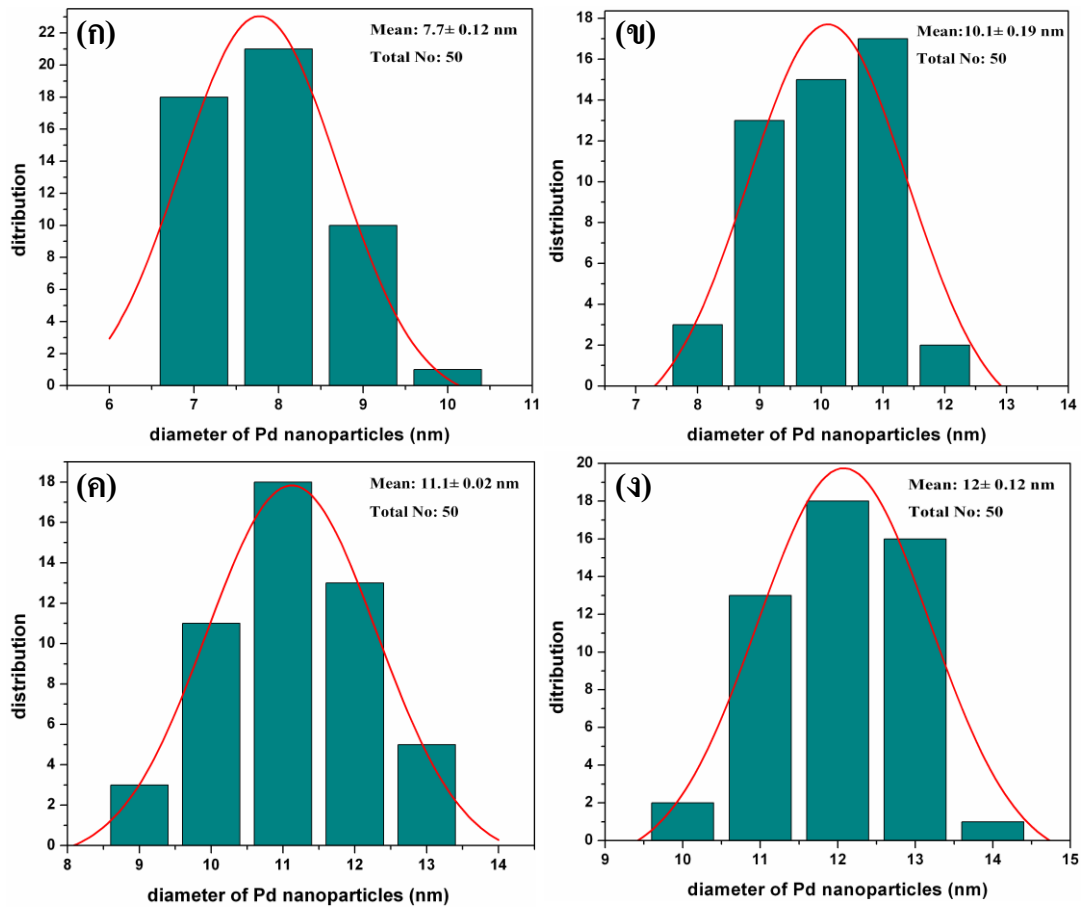 (ก)
Mean: 7.7± 0.12 nm
Total No: 50
22
20
18
16
14
12
10
8
6
4
2
0
ditribution
6 7 8 9 10 11
diameter of Pd nanoparticles (nm)
(ข)
Mean:10.1± 0.19 nm
Total No: 50
18
16
14
12
10
8
6
4
2
0
distribution
7 8 9 10 11 12 13 14
diameter of Pd nanoparticles (nm)
(ค)
Mean: 11.1± 0.02 nm
Total No: 50
18
16
14
12
10
8
6
4
2
0
distribution
8 9 10 11 12 13 14
diameter of Pd nanoparticles (nm)
(ง)
Mean: 12± 0.12 nm
Total No: 50
20
18
16
14
12
10
8
6
4
2
0
ditribution
9 10 11 12 13 14 15
diameter of Pd nanoparticles (nm)